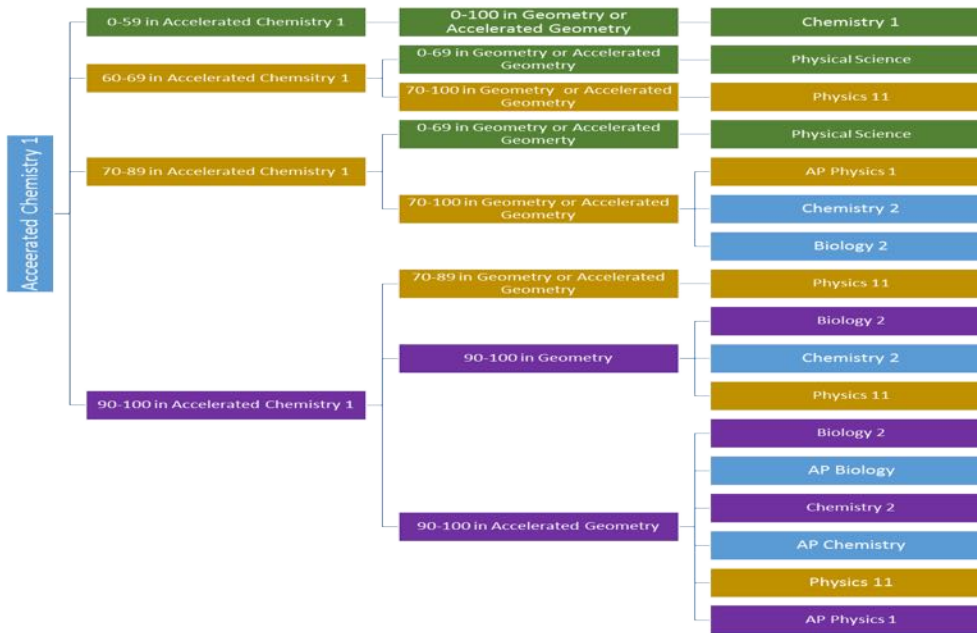 Acceerated Chemistry 1
0-59 in Accelerated Chemistry 1
0-100 in Geometry or
Accelerated Geometry
Chemistry 1
60-69 in Accelerated Chemsitry 1
0-69 in Geometry or Accelerated
Geometry
Physical Science
70-100 in Geometry or Accelerated
Geometry
Physics 11
70-89 in Accelerated Chemistry 1
0-69 in Geometry or Accelerated
Geomerty
Physical Science
70-100 in Geometry or Accelerated
Geometry
AP Physics 1
Chemistry 2
Biology 2
90-100 in Accelerated Chemistry 1
70-89 in Geometry or Accelerated
Geometry
Physics 11
90-100 in Geometry
Biology 2
Chemistry 2
Physics 11
90-100 in Accelerated Geometry
Biology 2
AP Biology
Chemistry 2
AP Chemistry
Physics 11
AP Physics 1